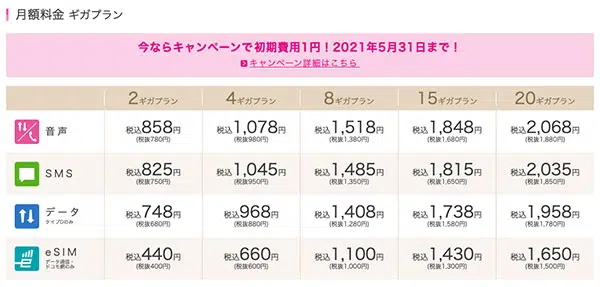 月額料金 ギガプラン
今ならキャンペーンで初期費用1円！2021年5月31日まで！
キャンペーン詳細はこちら
2ギガプラン 4ギガプラン 8ギガプラン 15ギガプラン 20ギガプラン
音声 税込858円 税込1,078円 税込1,518円 税込1,848円 税込2,068円
(税抜780円) (税抜980円) (税抜1,380円) (税抜1,680円) (税抜1,880円)
SMS 税込825円 税込1,045円 税込1,485円 税込1,815円 税込2,035円
(税抜750円) (税抜950円) (税抜1,350円) (税抜1,650円) (税抜1,850円)
データ 税込748円 税込968円 税込1,408円 税込1,738円 税込1,958円
タイプDのみ (税抜680円) (税抜880円) (税抜1,280円) (税抜1,580円) (税抜1,780円)
eSIM 税込440円 税込660円 税込1,100円 税込1,430円 税込1,650円
データ通信・ (税抜400円) (税抜600円) (税抜1,000円) (税抜1,300円) (税抜1,500円)
ドコモ網のみ